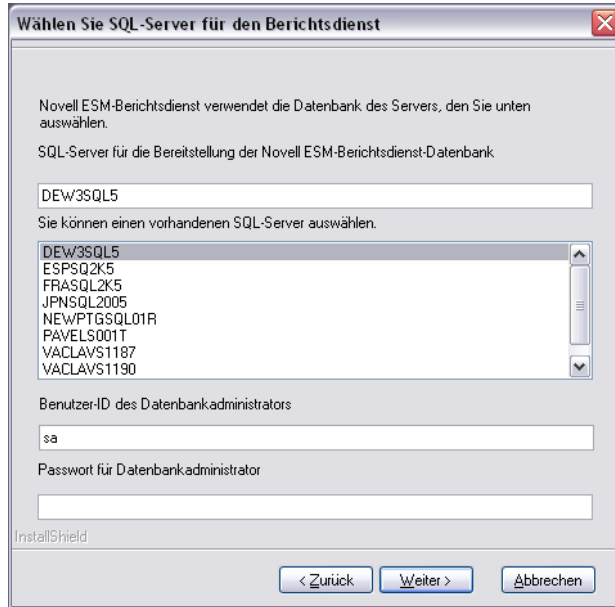 Wählen Sie SQL-Server für den Berichtsdienst
Novell ESM-Berichtsdienst verwendet die Datenbank des Servers, den Sie unten
auswählen.
SQL-Server für die Bereitstellung der Novell ESM-Berichtsdienst-Datenbank
DEW3SQL5
Sie können einen vorhandenen SQL-Server auswählen.
DEW3SQL5
ESPSQ2K5
FRASQL2K5
JPNSQL2005
NEWPTGSQL01R
PAVELS001T
VACLAVS1187
VACLAVS1190
Benutzer-ID des Datenbankadministrators
sa
Passwort für Datenbankadministrator
InstallShield
< Zurück Weiter > Abbrechen